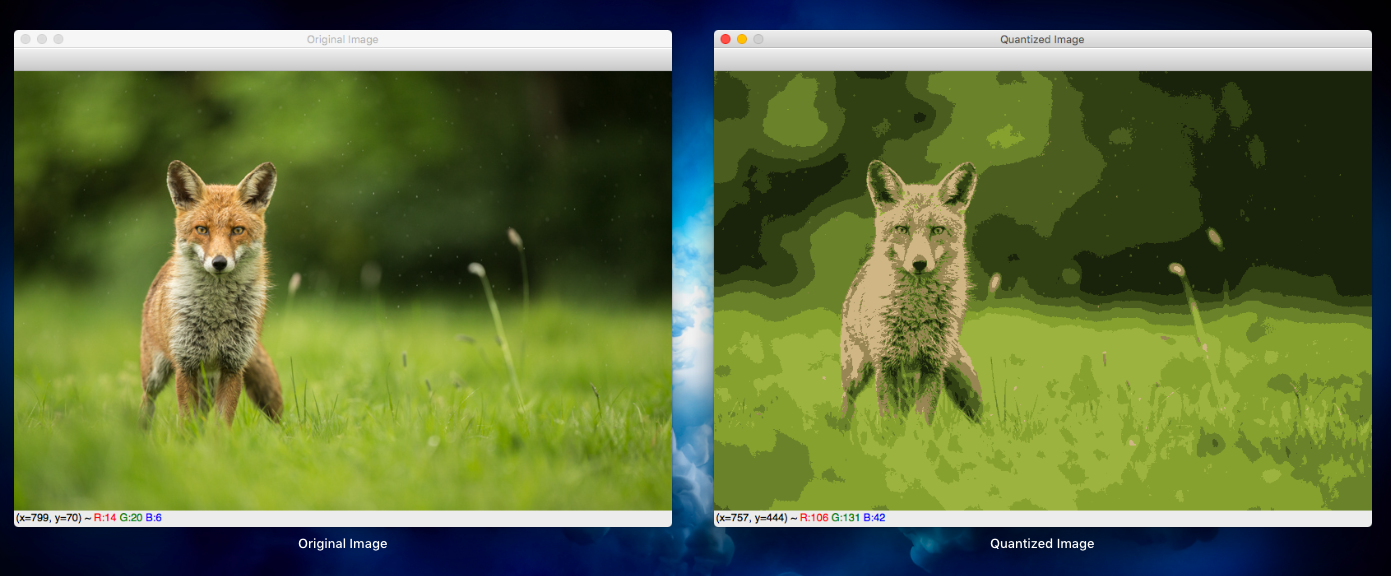 Original Image
Quantized Image
(x=799, y=70) ~ R:14 G:20 B:6
(x=757, y=444) ~ R:106 G:131 B:42
Original Image
Quantized Image